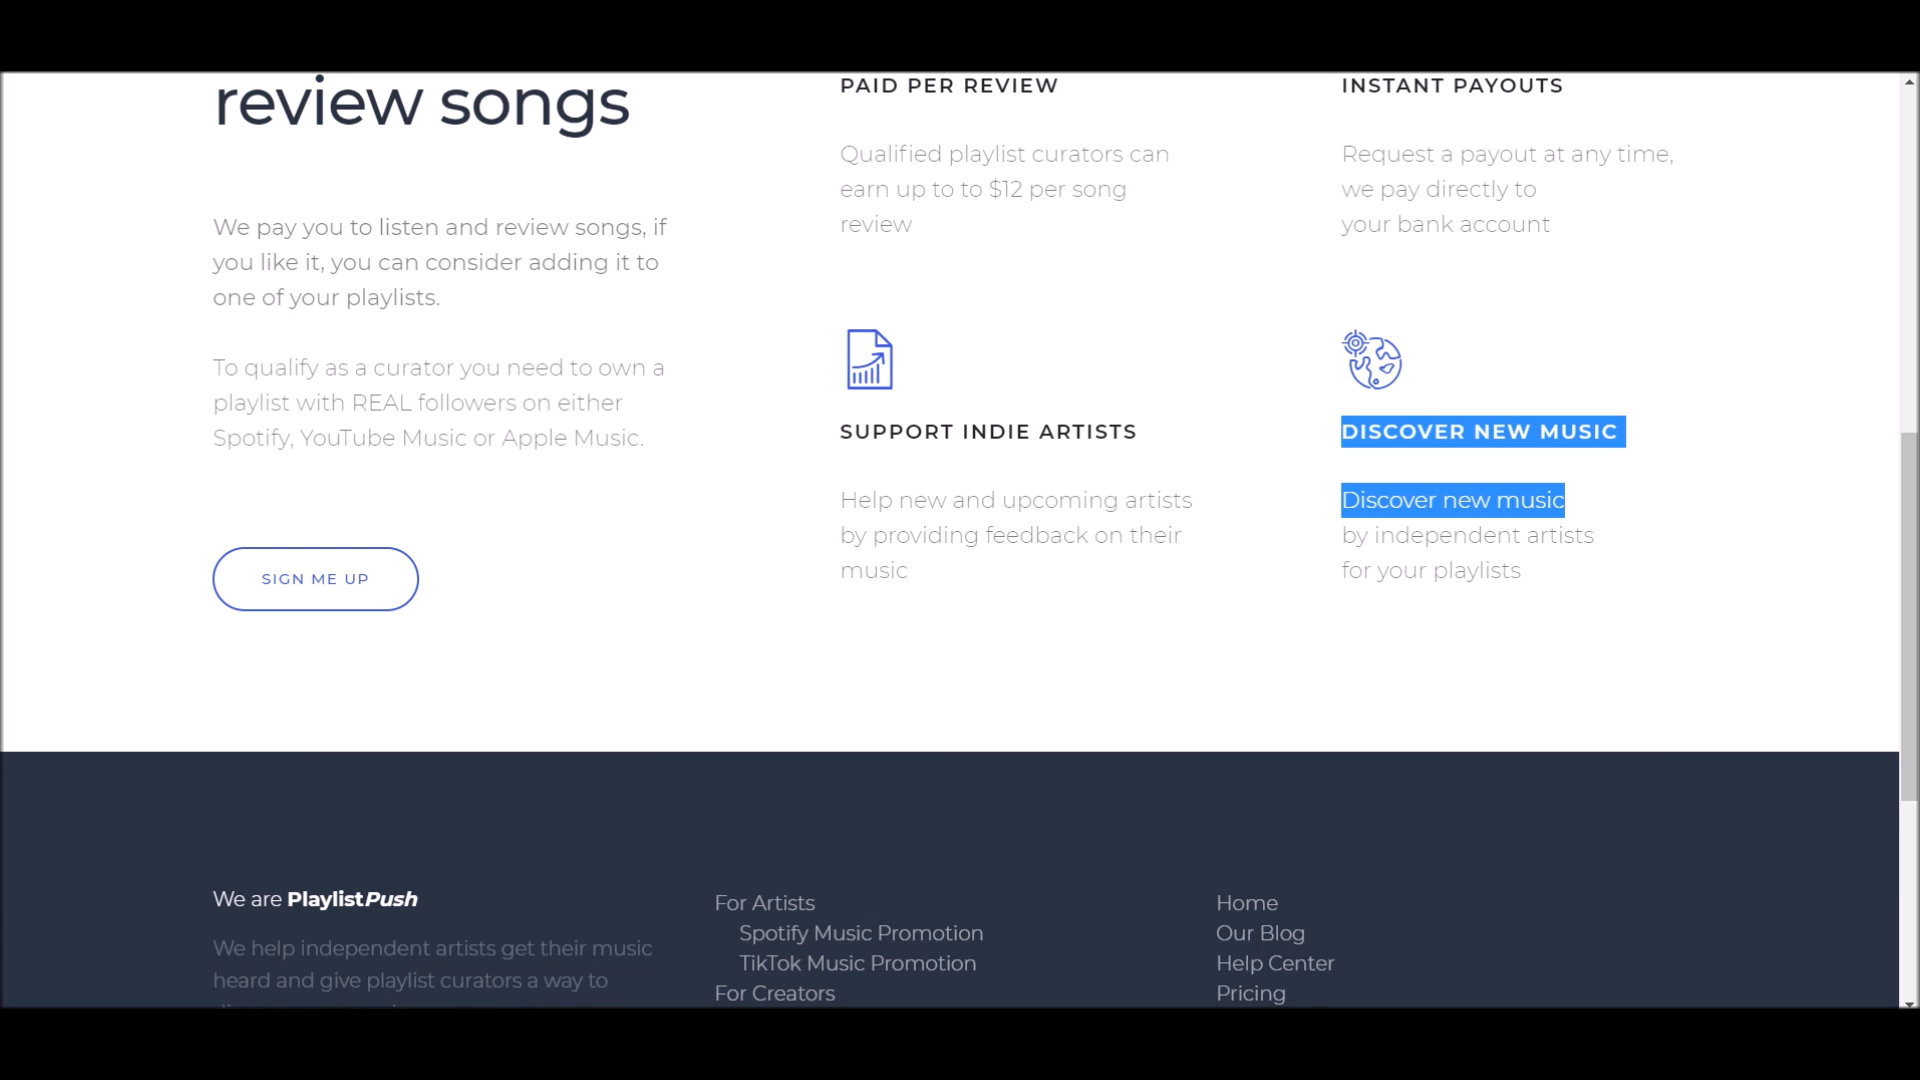 review songs
We pay you to listen and review songs, if
you like it, you can consider adding it to
one of your playlists.
To qualify as a curator you need to own a
playlist with REAL followers on either
Spotify, YouTube Music or Apple Music.
SIGN ME UP
PAID PER REVIEW
Qualified playlist curators can
earn up to to $12 per song
review
INSTANT PAYOUTS
Request a payout at any time,
we pay directly to
your bank account
SUPPORT INDIE ARTISTS
Help new and upcoming artists
by providing feedback on their
music
DISCOVER NEW MUSIC
Discover new music
by independent artists
for your playlists
We are PlaylistPush
We help independent artists get their music
heard and give playlist curators a way to
For Artists
Spotify Music Promotion
TikTok Music Promotion
For Creators
Home
Our Blog
Help Center
Pricing